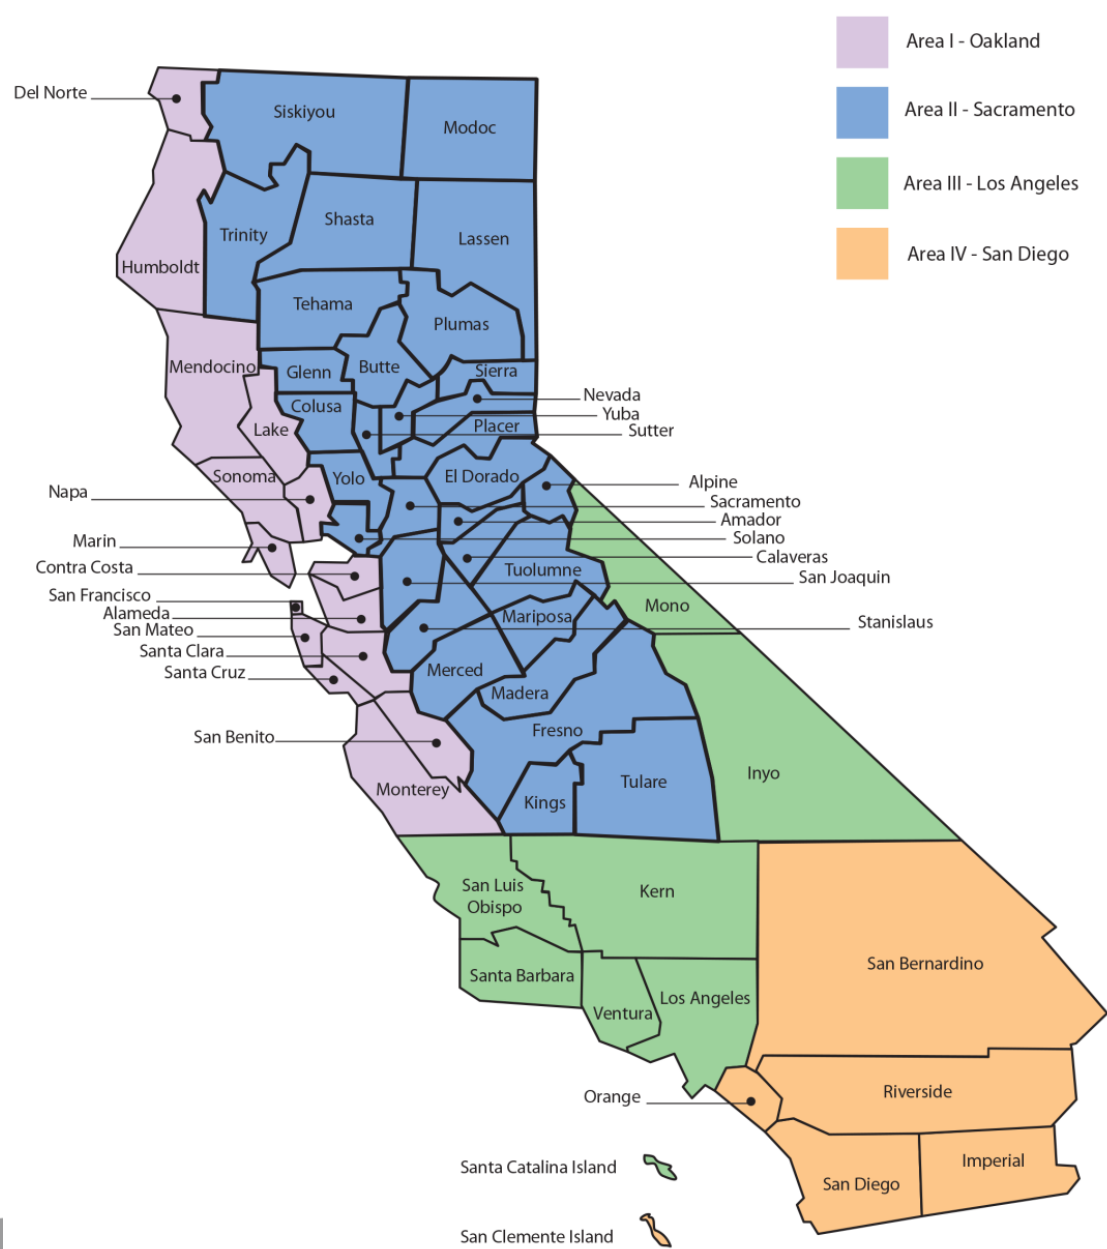 Area I - Oakland
Area II - Sacramento
Area III - Los Angeles
Area IV - San Diego
Del Norte
Siskiyou
Modoc
Shasta
Trinity
Lassen
Humboldt
Tehama
Plumas
Mendocino
Glenn
Butte
Sierra
Nevada
Colusa
Yuba
Lake
Placer
Sutter
Sonoma
Yolo
El Dorado
Alpine
Napa
Sacramento
Amador
Marin
Solano
Calaveras
Contra Costa
Tuolumne
San Joaquin
San Francisco
Alameda
Mono
Mariposa
San Mateo
Stanislaus
Santa Clara
Santa Cruz
Merced
Madera
San Benito
Fresno
Monterey
Kings
Tulare
Inyo
San Luis
Obispo
Kern
Santa Barbara
San Bernardino
Ventura
Los Angeles
Orange
Riverside
Santa Catalina Island
San Diego
Imperial
San Clemente Island